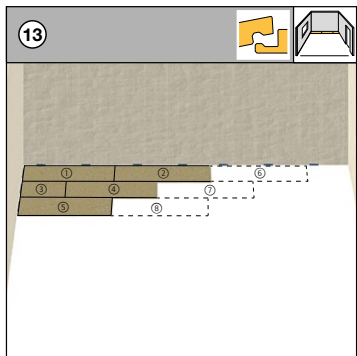 13
① ② ⑥
③ ④ ⑦
⑤ ⑧